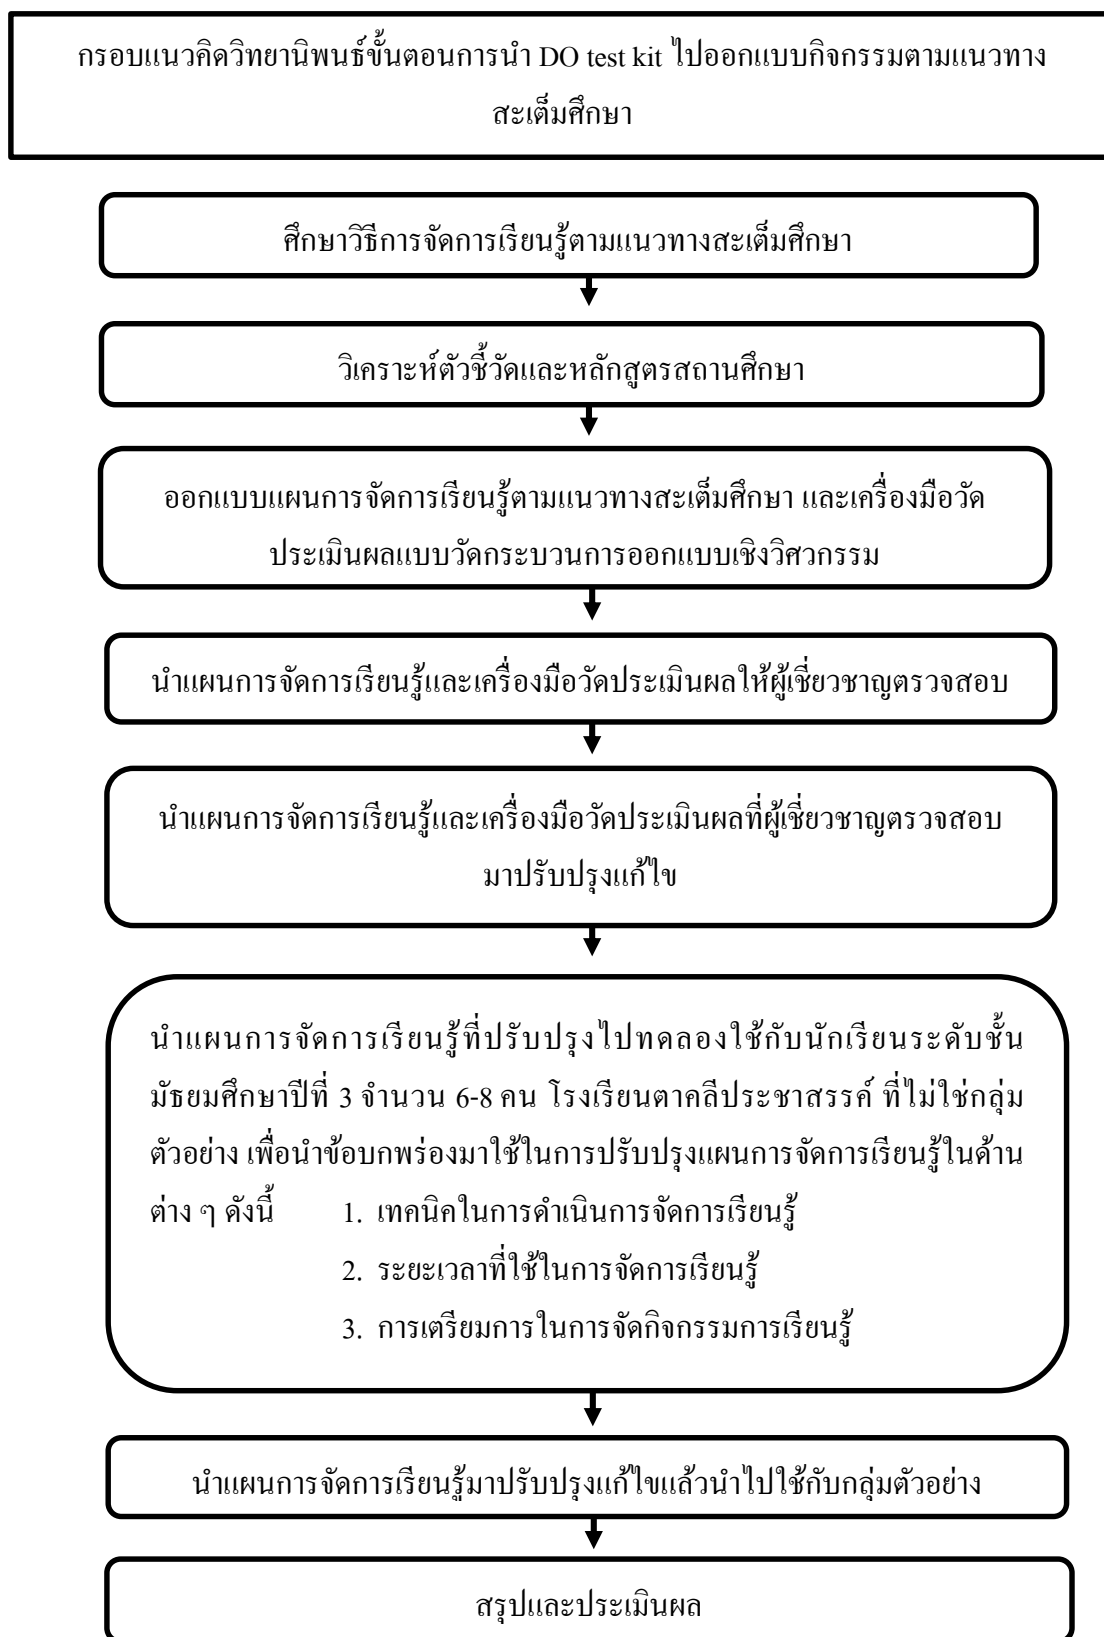 กรอบแนวคิดวิทยานิพนธ์ขั้นตอนการนำ DO test kit ไปออกแบบกิจกรรมตามแนวทาง
สะเต็มศึกษา
ศึกษาวิธีการจัดการเรียนรู้ตามแนวทางสะเต็มศึกษา
วิเคราะห์ตัวชี้วัดและหลักสูตรสถานศึกษา
ออกแบบแผนการจัดการเรียนรู้ตามแนวทางสะเต็มศึกษา และเครื่องมือวัด
ประเมินผลแบบวัดกระบวนการออกแบบเชิงวิศวกรรม
นำแผนการจัดการเรียนรู้และเครื่องมือวัดประเมินผลให้ผู้เชี่ยวชาญตรวจสอบ
นำแผนการจัดการเรียนรู้และเครื่องมือวัดประเมินผลที่ผู้เชี่ยวชาญตรวจสอบ
มาปรับปรุงแก้ไข
นำแผนการจัดการเรียนรู้ที่ปรับปรุงไปทดลองใช้กับนักเรียนระดับชั้น
มัธยมศึกษาปีที่ 3 จำนวน 6-8 คน โรงเรียนตาคลีประชาสรรค์ ที่ไม่ใช่กลุ่ม
ตัวอย่าง เพื่อนำข้อบกพร่องมาใช้ในการปรับปรุงแผนการจัดการเรียนรู้ในด้าน
ต่าง ๆ ดังนี้ 1. เทคนิคในการดำเนินการจัดการเรียนรู้
2. ระยะเวลาที่ใช้ในการจัดการเรียนรู้
3. การเตรียมการในการจัดกิจกรรมการเรียนรู้
นำแผนการจัดการเรียนรู้มาปรับปรุงแก้ไขแล้วนำไปใช้กับกลุ่มตัวอย่าง
สรุปและประเมินผล